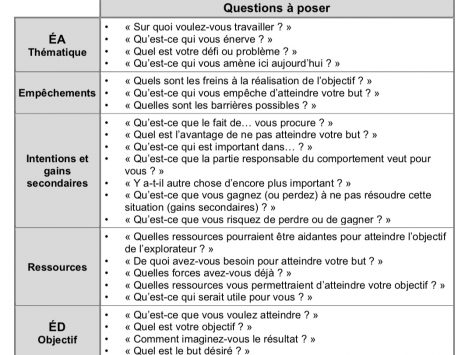 Questions à poser
ÉA
Thématique
• « Sur quoi voulez-vous travailler ? »
• « Qu'est-ce qui vous énerve ? »
• « Quel est votre défi ou problème ? »
• « Qu'est-ce qui vous amène ici aujourd'hui ? »
Empêchements
• « Quels sont les freins à la réalisation de l'objectif ? »
• « Qu'est-ce qui vous empêche d'atteindre votre but ? »
• « Quelles sont les barrières possibles ? »
Intentions et
gains
secondaires
• « Qu'est-ce que le fait de… vous procure ? »
• « Quel est l'avantage de ne pas atteindre votre but ? »
• « Qu'est-ce qui est important dans… ? »
• « Qu'est-ce que la partie responsable du comportement veut pour
vous ? »
• « Y a-t-il autre chose d'encore plus important ? »
• « Qu'est-ce que vous gagnez (ou perdez) à ne pas résoudre cette
situation (gains secondaires) ? »
• « Qu'est-ce que vous risquez de perdre ou de gagner ? »
Ressources
• « Quelles ressources pourraient être aidantes pour atteindre l'objectif
de l'explorateur ? »
• « De quoi avez-vous besoin pour atteindre votre but ? »
• « Quelles forces avez-vous déjà ? »
• « Quelles ressources vous permettraient d'atteindre votre objectif ? »
• « Qu'est-ce qui serait utile pour vous ? »
ÉD
Objectif
• « Qu'est-ce que vous voulez atteindre ? »
• « Quel est votre objectif ? »
• « Comment imaginez-vous le résultat ? »
• « Quel est le but désiré ? »